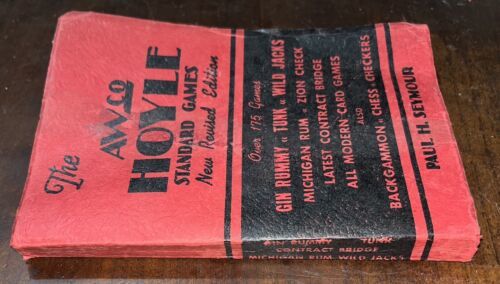 The
AWCO
HOYLE
STANDARD GAMES
New Revised Edition
Over 175 Games
GIN RUMMY « TUNK « WILD JACKS
MICHIGAN RUM « ZION CHECK
LATEST CONTRACT BRIDGE
ALL MODERN CARD GAMES
ALSO
BACKGAMMON « CHESS « CHECKERS
PAUL H. SEYMOUR
GIN RUMMY TUNK
CONTRACT BRIDGE
MICHIGAN RUM WILD JACKS